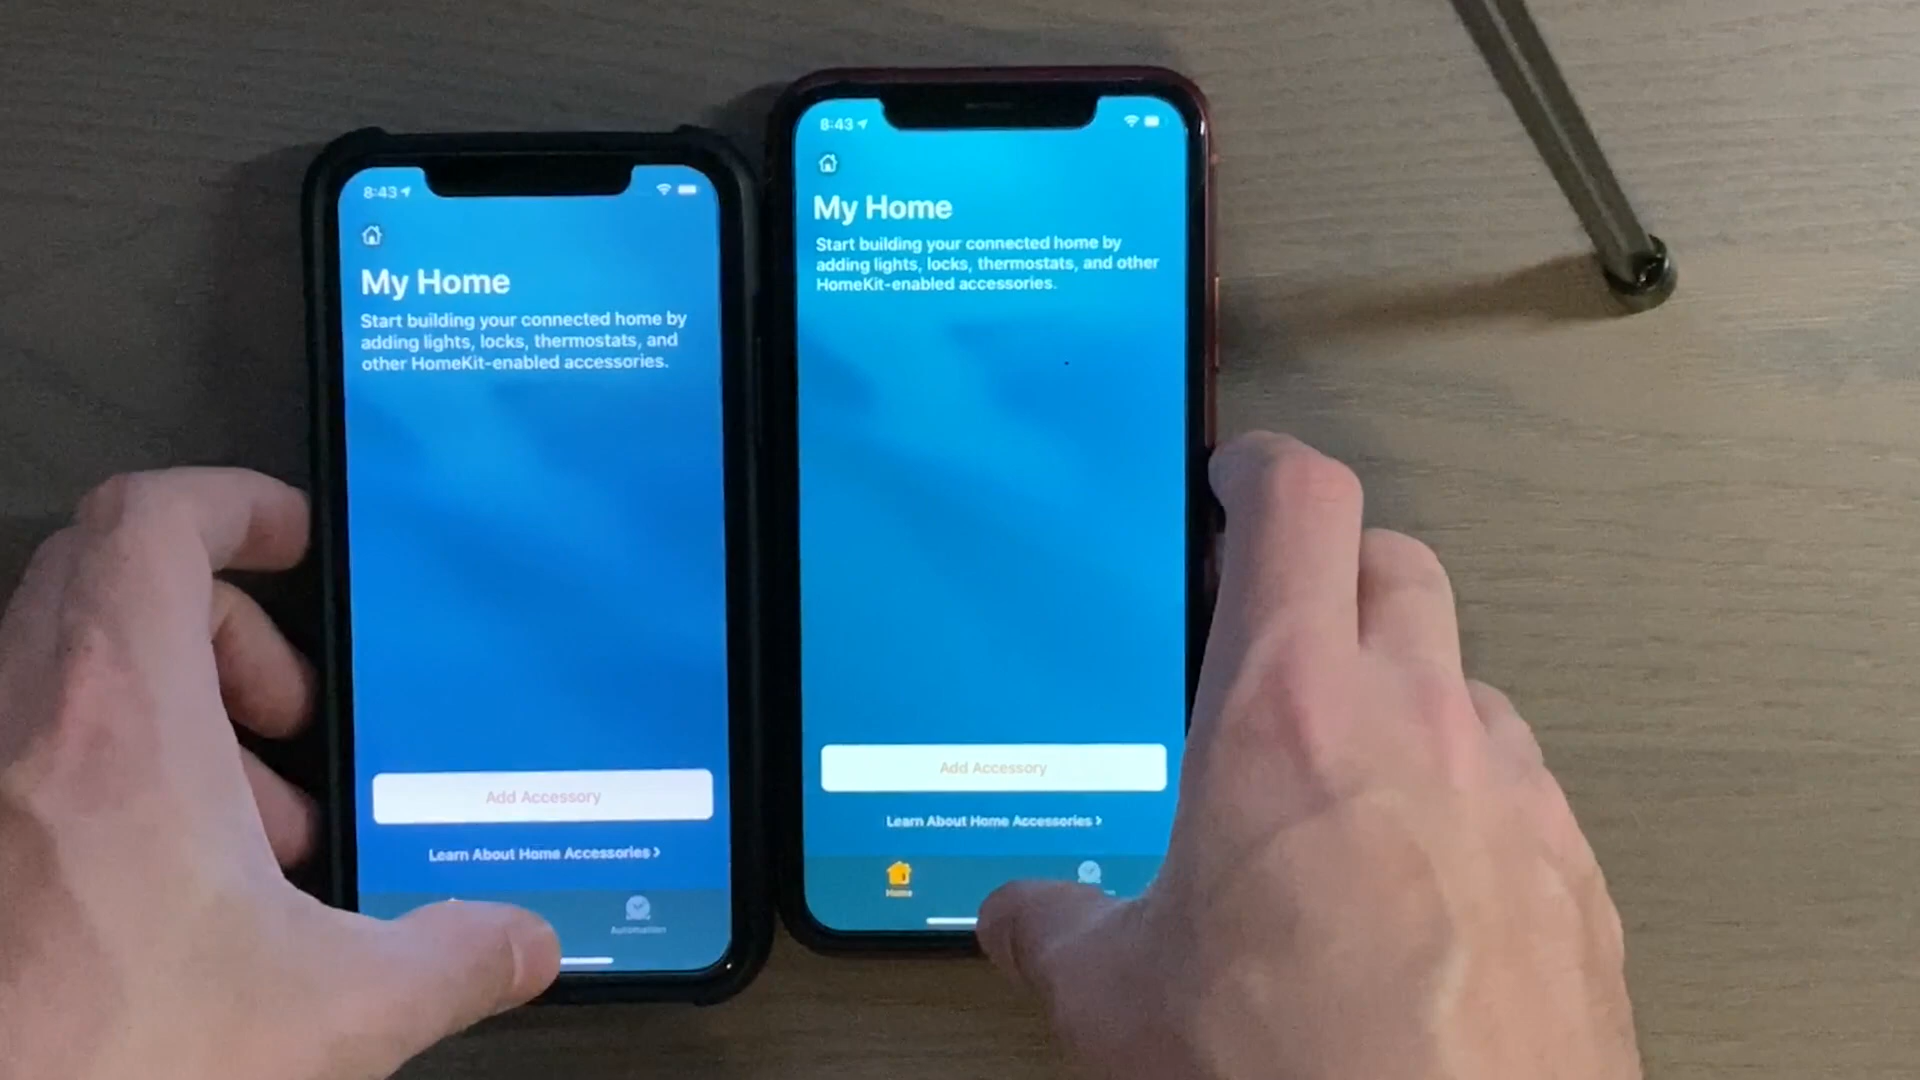 8:43
My Home
Start building your connected home by
adding lights, locks, thermostats, and
other HomeKit-enabled accessories.
Add Accessory
Learn About Home Accessories >
Automation
8:43
My Home
Start building your connected home by
adding lights, locks, thermostats, and other
HomeKit-enabled accessories.
Add Accessory
Learn About Home Accessories >
Home